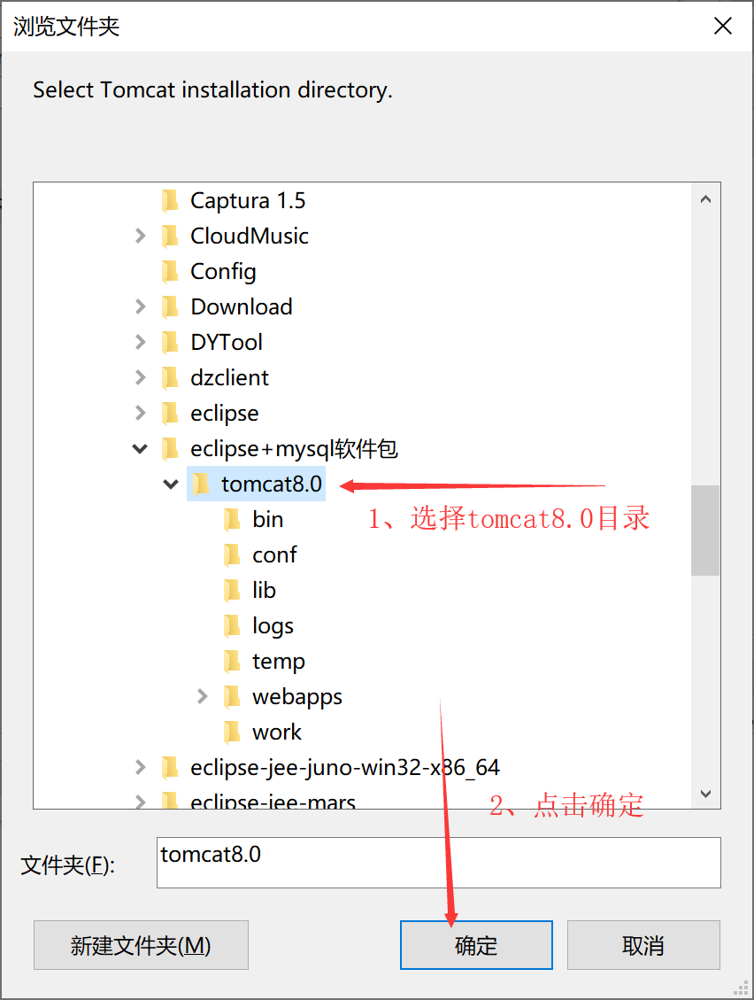 浏览文件夹
Select Tomcat installation directory.
Captura 1.5
CloudMusic
Config
Download
DYTool
dzclient
eclipse
eclipse+mysql软件包
tomcat8.0
1、选择tomcat8.0目录
bin
conf
lib
logs
temp
webapps
work
eclipse-jee-juno-win32-x86_64
eclipse-jee-mars
2、点击确定
文件夹(F):
tomcat8.0
新建文件夹(M)
确定
取消